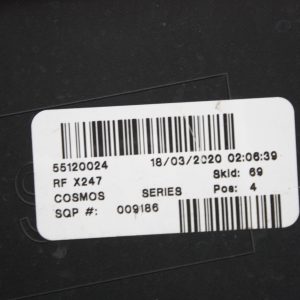 55120024 18/03/2020 02:06:39
RF X247 Skid: 69
COSMOS SERIES Pos: 4
SQP #: 009186